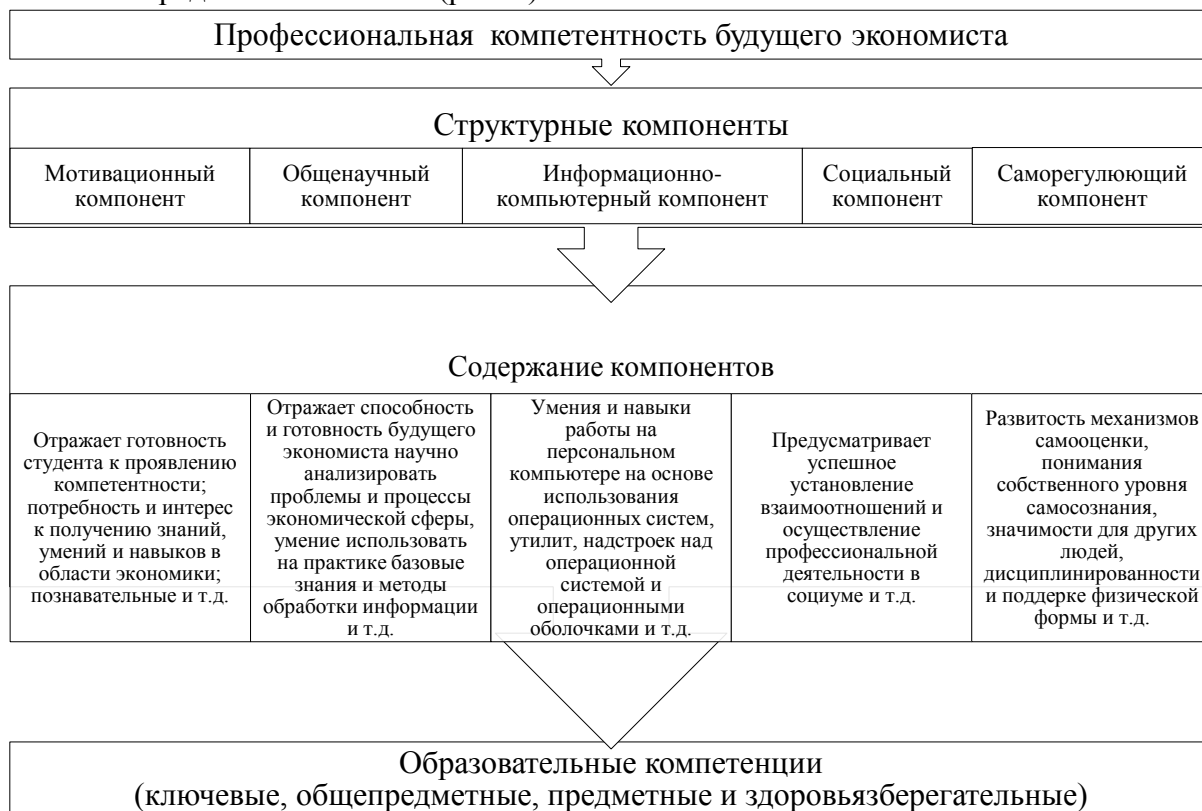 Профессиональная компетентность будущего экономиста
Структурные компоненты
Мотивационный
компонент
Общенаучный
компонент
Информационно-
компьютерный компонент
Социальный
компонент
Саморегулюющий
компонент
Содержание компонентов
Отражает готовность
студента к проявлению
компетентности;
потребность и интерес
к получению знаний,
умений и навыков в
области экономики;
познавательные и т.д.
Отражает способность
и готовность будущего
экономиста научно
анализировать
проблемы и процессы
экономической сферы,
умение использовать
на практике базовые
знания и методы
обработки информации
и т.д.
Умения и навыки
работы на
персональном
компьютере на основе
использования
операционных систем,
утилит, надстроек над
операционной
системой и
операционными
оболочками и т.д.
Предусматривает
успешное
установление
взаимоотношений и
осуществление
профессиональной
деятельности в
социуме и т.д.
Развитость механизмов
самооценки,
понимания
собственного уровня
самосознания,
значимости для других
людей,
дисциплинированности
и поддерке физической
формы и т.д.
Образовательные компетенции
(ключевые, общепредметные, предметные и здоровьязберегательные)